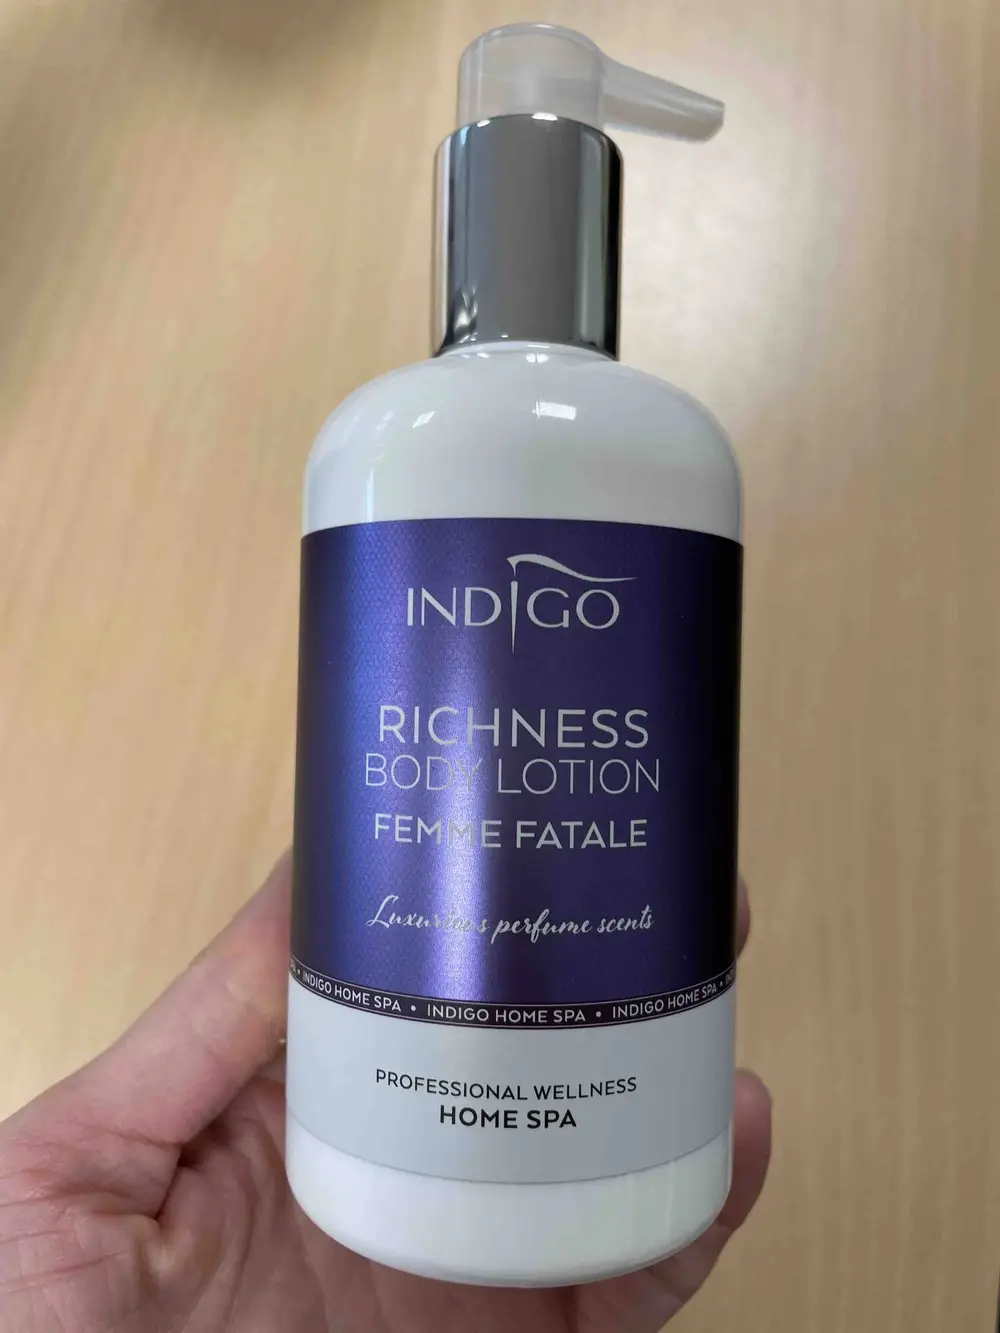 INDIGO
RICHNESS
BODY LOTION
FEMME FATALE
Luxurious perfume scents
• INDIGO HOME SPA • INDIGO HOME SPA • INDIGO HOME SPA •
PROFESSIONAL WELLNESS
HOME SPA